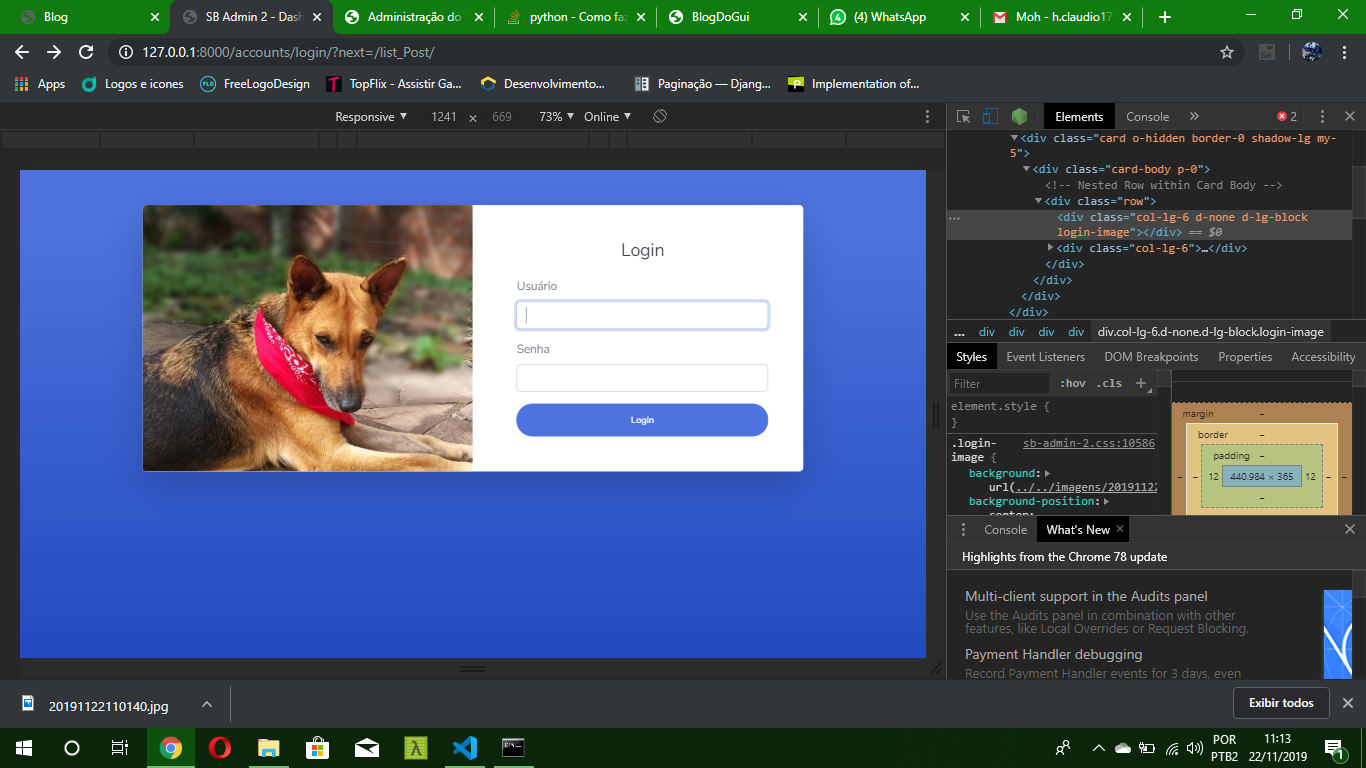 Blog
SB Admin 2 - Dash
Administração do S
python - Como faz
BlogDoGui
(4) WhatsApp
Moh - h.claudio17
127.0.0.1:8000/accounts/login/?next=/list_Post/
Apps
Logos e icones
FreeLogoDesign
TopFlix - Assistir Ga...
Desenvolvimento...
Paginação — Djang...
Implementation of...
Responsive ▼ 1241 × 669 73% ▼ Online ▼
Elements Console » 2
<div class="card o-hidden border-0 shadow-lg my-
5">
<div class="card-body p-0">
<!-- Nested Row within Card Body -->
<div class="row">
... <div class="col-lg-6 d-none d-lg-block
login-image"></div> == $0
<div class="col-lg-6">…</div>
</div>
</div>
</div>
</div>
... div div div div div.col-lg-6.d-none.d-lg-block.login-image
Styles Event Listeners DOM Breakpoints Properties Accessibility
Filter :hov .cls +
element.style {
}
.login- sb-admin-2.css:10586
image {
background:
url(../../imagens/20191122
background-position:
center;
margin –
border –
padding –
– – 12 440.984 × 365 12 – –
–
Login
Usuário
Senha
Login
Console What's New ×
Highlights from the Chrome 78 update
Multi-client support in the Audits panel
Use the Audits panel in combination with other
features, like Local Overrides or Request Blocking.
Payment Handler debugging
Record Payment Handler events for 3 days, even
20191122110140.jpg
Exibir todos
POR
PTB2
11:13
22/11/2019
1